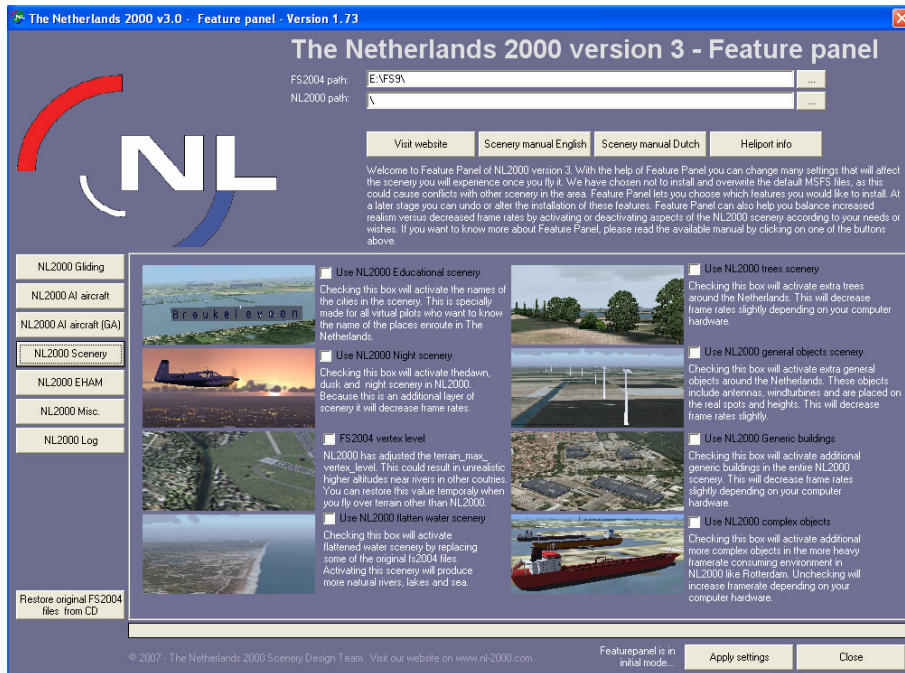 The Netherlands 2000 v3.0 - Feature panel - Version 1.73
The Netherlands 2000 version 3 - Feature panel
FS2004 path:
E:\FS9\
...
NL2000 path:
\
...
NL
Visit website
Scenery manual English
Scenery manual Dutch
Heliport info
Welcome to Feature Panel of NL2000 version 3. With the help of Feature Panel you can change many settings that will affect
the scenery you will experience once you fly it. We have chosen not to install and overwrite the default MSFS files, as this
could cause conflicts with other scenery in the area. Feature Panel lets you choose which features you would like to install. At
a later stage you can undo or alter the installation of these features. Feature Panel can also help you balance increased
realism versus decreased frame rates by activating or deactivating aspects of the NL2000 scenery according to your needs or
wishes. If you want to know more about Feature Panel, please read the available manual by clicking on one of the buttons
above.
NL2000 Gliding
NL2000 AI aircraft
NL2000 AI aircraft (GA)
NL2000 Scenery
NL2000 EHAM
NL2000 Misc.
NL2000 Log
Restore original FS2004
files from CD
Breukeleveen
Use NL2000 Educational scenery
Checking this box will activate the names of
the cities in the scenery. This is specially
made for all virtual pilots who want to know
the name of the places enroute in The
Netherlands.
Use NL2000 Night scenery
Checking this box will activate thedawn,
dusk and night scenery in NL2000.
Because this is an additional layer of
scenery it will decrease frame rates.
FS2004 vertex level
NL2000 has adjusted the terrain_max_
vertex_level. This could result in unrealistic
higher altitudes near rivers in other coutries.
You can restore this value temporaly when
you fly over terrain other than NL2000.
Use NL2000 flatten water scenery
Checking this box will activate
flattened water scenery by replacing
some of the original fs2004 files.
Activating this scenery will produce
more natural rivers, lakes and sea.
Use NL2000 trees scenery
Checking this box will activate extra trees
around the Netherlands. This will decrease
frame rates slightly depending on your computer
hardware.
Use NL2000 general objects scenery
Checking this box will activate extra general
objects around the Netherlands. These objects
include antennas, windturbines and are placed on
the real spots and heights. This will decrease
frame rates slightly.
Use NL2000 Generic buildings
Checking this box will activate additional
generic buildings in the entire NL2000
scenery. This will decrease frame rates
slightly depending on your computer
hardware.
Use NL2000 complex objects
Checking this box will activate additional
more complex objects in the more heavy
framerate consuming environment in
NL2000 like Rotterdam. Unchecking will
increase framerate depending on your
computer hardware.
© 2007 - The Netherlands 2000 Scenery Design Team. Visit our website on www.nl-2000.com.
Featurepanel is in
initial mode...
Apply settings
Close